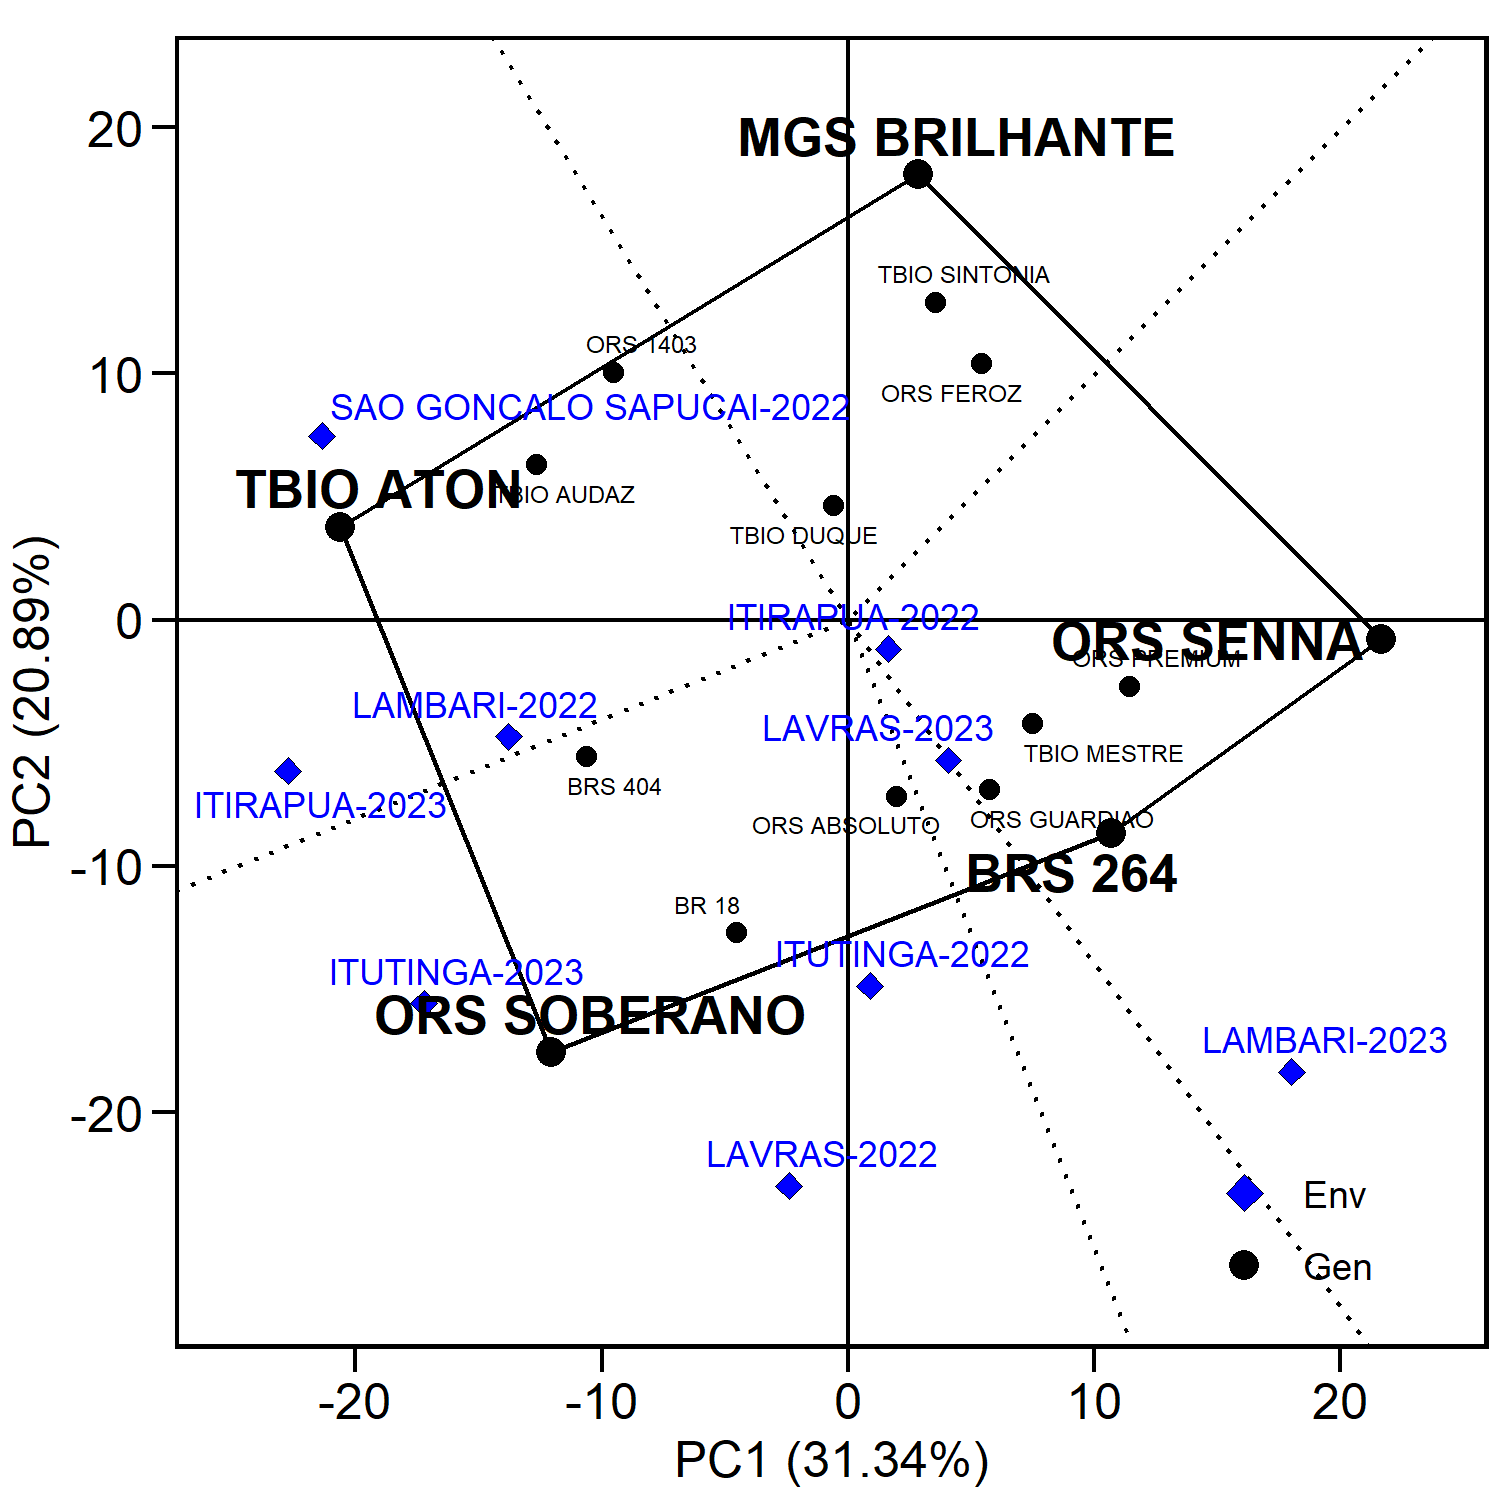 20
MGS BRILHANTE
TBIO SINTONIA
ORS 1403
10
ORS FEROZ
SAO GONCALO SAPUCAI-2022
TBIO ATON
TBIO AUDAZ
TBIO DUQUE
0
ITIRAPUA-2022
ORS SENNA
ORS PREMIUM
LAMBARI-2022
LAVRAS-2023
TBIO MESTRE
PC2 (20.89%)
BRS 404
ITIRAPUA-2023
ORS ABSOLUTO
ORS GUARDIAO
-10
BRS 264
BR 18
ITUTINGA-2022
ITUTINGA-2023
ORS SOBERANO
LAMBARI-2023
-20
LAVRAS-2022
Env
Gen
-20
-10
0
10
20
PC1 (31.34%)